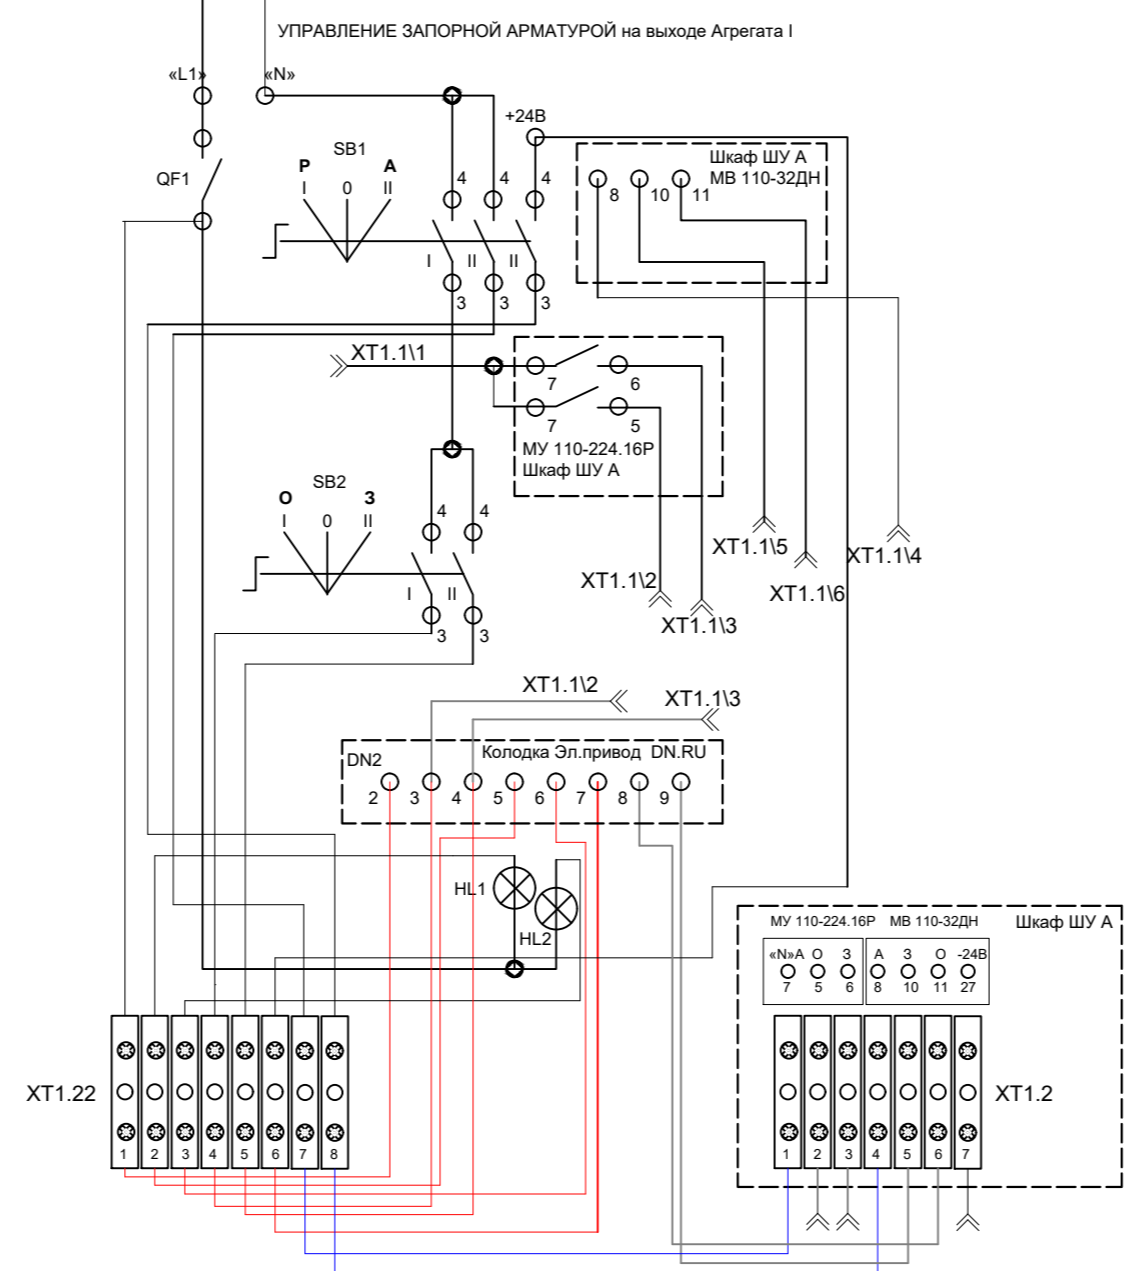 УПРАВЛЕНИЕ ЗАПОРНОЙ АРМАТУРОЙ на выходе Агрегата I
«L1» «N»
+24В
SB1
P A
I 0 II
QF1
4 4 4
I II II
3 3 3
Шкаф ШУ А
МВ 110-32ДН
8 10 11
XT1.1\1
7 6
7 5
МУ 110-224.16Р
Шкаф ШУ А
SB2
О З
I 0 II
4 4
I II
3 3
XT1.1\5
XT1.1\4
XT1.1\2
XT1.1\6
XT1.1\3
XT1.1\2
XT1.1\3
DN2
Колодка Эл.привод DN.RU
2 3 4 5 6 7 8 9
HL1
HL2
МУ 110-224.16Р МВ 110-32ДН Шкаф ШУ А
«N»А О З А З О -24В
7 5 6 8 10 11 27
XT1.22
1 2 3 4 5 6 7 8
XT1.2
1 2 3 4 5 6 7